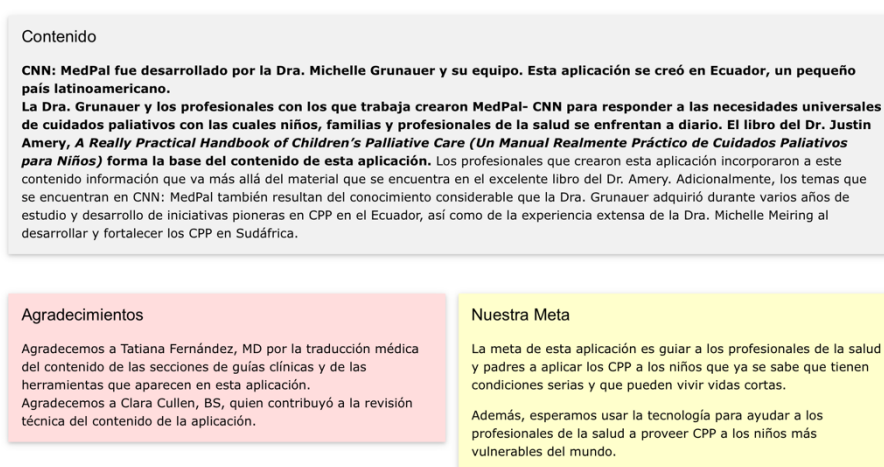 Contenido
CNN: MedPal fue desarrollado por la Dra. Michelle Grunauer y su equipo. Esta aplicación se creó en Ecuador, un pequeño
país latinoamericano.
La Dra. Grunauer y los profesionales con los que trabaja crearon MedPal- CNN para responder a las necesidades universales
de cuidados paliativos con las cuales niños, familias y profesionales de la salud se enfrentan a diario. El libro del Dr. Justin
Amery, A Really Practical Handbook of Children's Palliative Care (Un Manual Realmente Práctico de Cuidados Paliativos
para Niños) forma la base del contenido de esta aplicación. Los profesionales que crearon esta aplicación incorporaron a este
contenido información que va más allá del material que se encuentra en el excelente libro del Dr. Amery. Adicionalmente, los temas que
se encuentran en CNN: MedPal también resultan del conocimiento considerable que la Dra. Grunauer adquirió durante varios años de
estudio y desarrollo de iniciativas pioneras en CPP en el Ecuador, así como de la experiencia extensa de la Dra. Michelle Meiring al
desarrollar y fortalecer los CPP en Sudáfrica.
Agradecimientos
Agradecemos a Tatiana Fernández, MD por la traducción médica
del contenido de las secciones de guías clínicas y de las
herramientas que aparecen en esta aplicación.
Agradecemos a Clara Cullen, BS, quien contribuyó a la revisión
técnica del contenido de la aplicación.
Nuestra Meta
La meta de esta aplicación es guiar a los profesionales de la salud
y padres a aplicar los CPP a los niños que ya se sabe que tienen
condiciones serias y que pueden vivir vidas cortas.
Además, esperamos usar la tecnología para ayudar a los
profesionales de la salud a proveer CPP a los niños más
vulnerables del mundo.